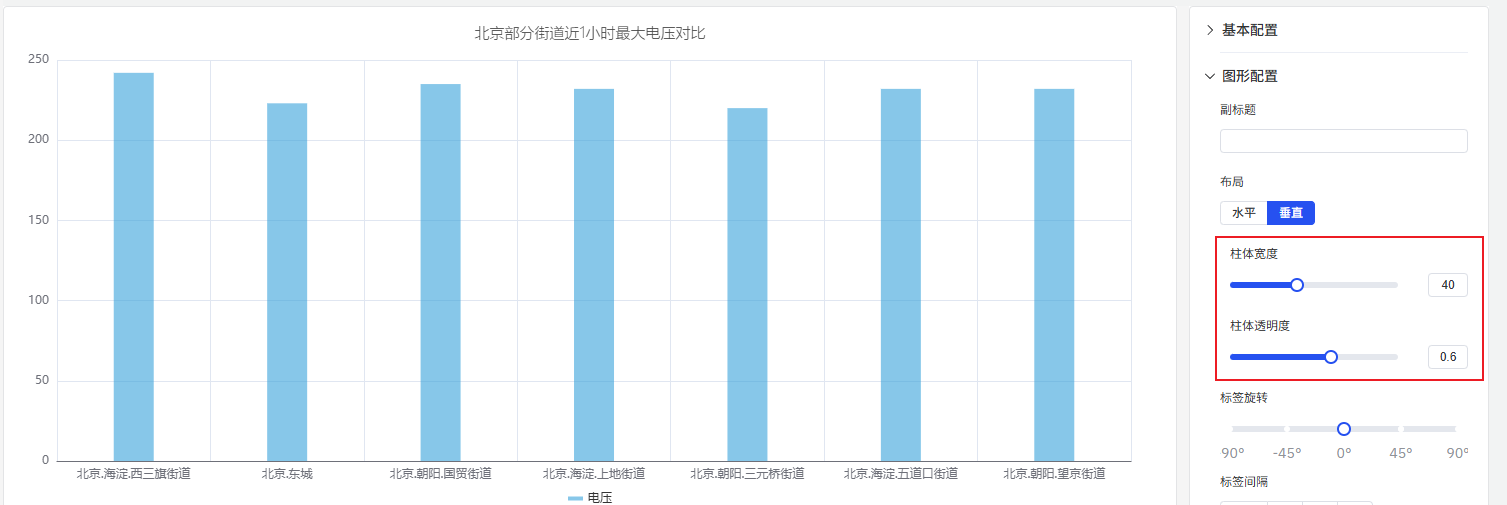 北京部分街道近1小时最大电压对比
250
200
150
100
50
0
北京.海淀.西三旗街道
北京.东城
北京.朝阳.国贸街道
北京.海淀.上地街道
北京.朝阳.三元桥街道
北京.海淀.五道口街道
北京.朝阳.望京街道
电压
基本配置
图形配置
副标题
布局
水平 垂直
柱体宽度
40
柱体透明度
0.6
标签旋转
90° -45° 0° 45° 90°
标签间隔